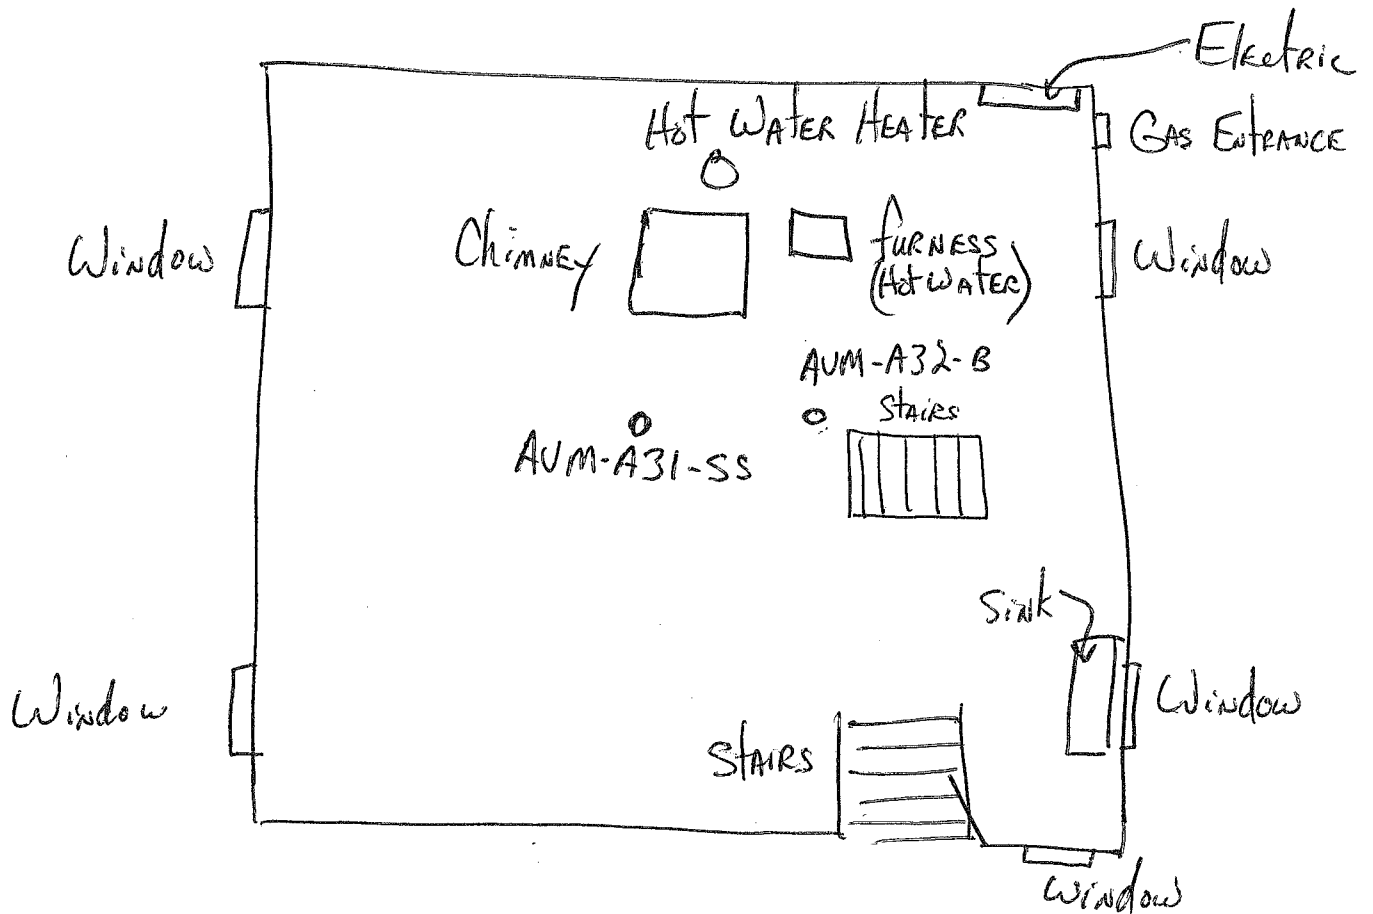 Electric
Gas Entrance
Hot Water Heater
Window
Chimney
Furness
(Hot Water)
Window
AUM-A32-B
Stairs
AUM-A31-SS
Sink
Window
Stairs
Window
Window